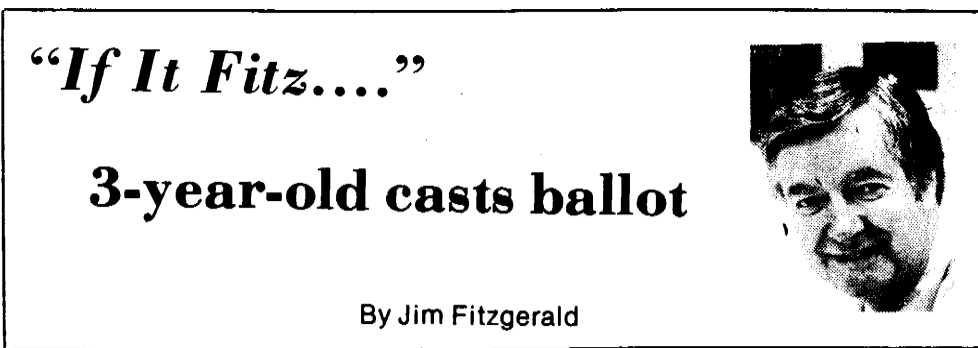 “If It Fitz....”
3-year-old casts ballot
By Jim Fitzgerald